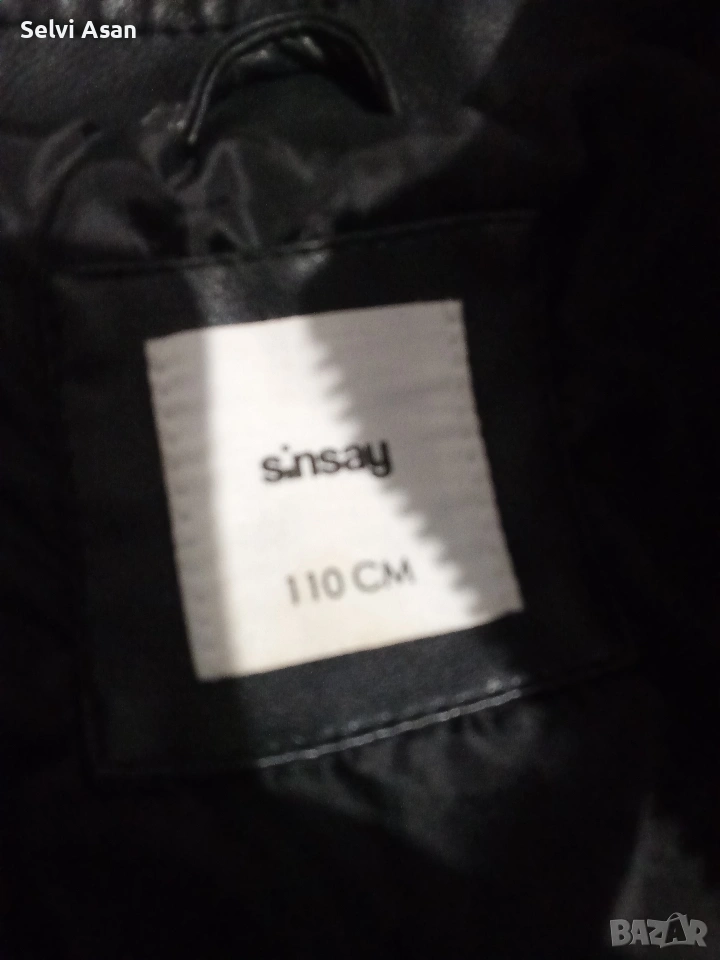 Selvi Asan
sinsay
110 CM
BAZAR